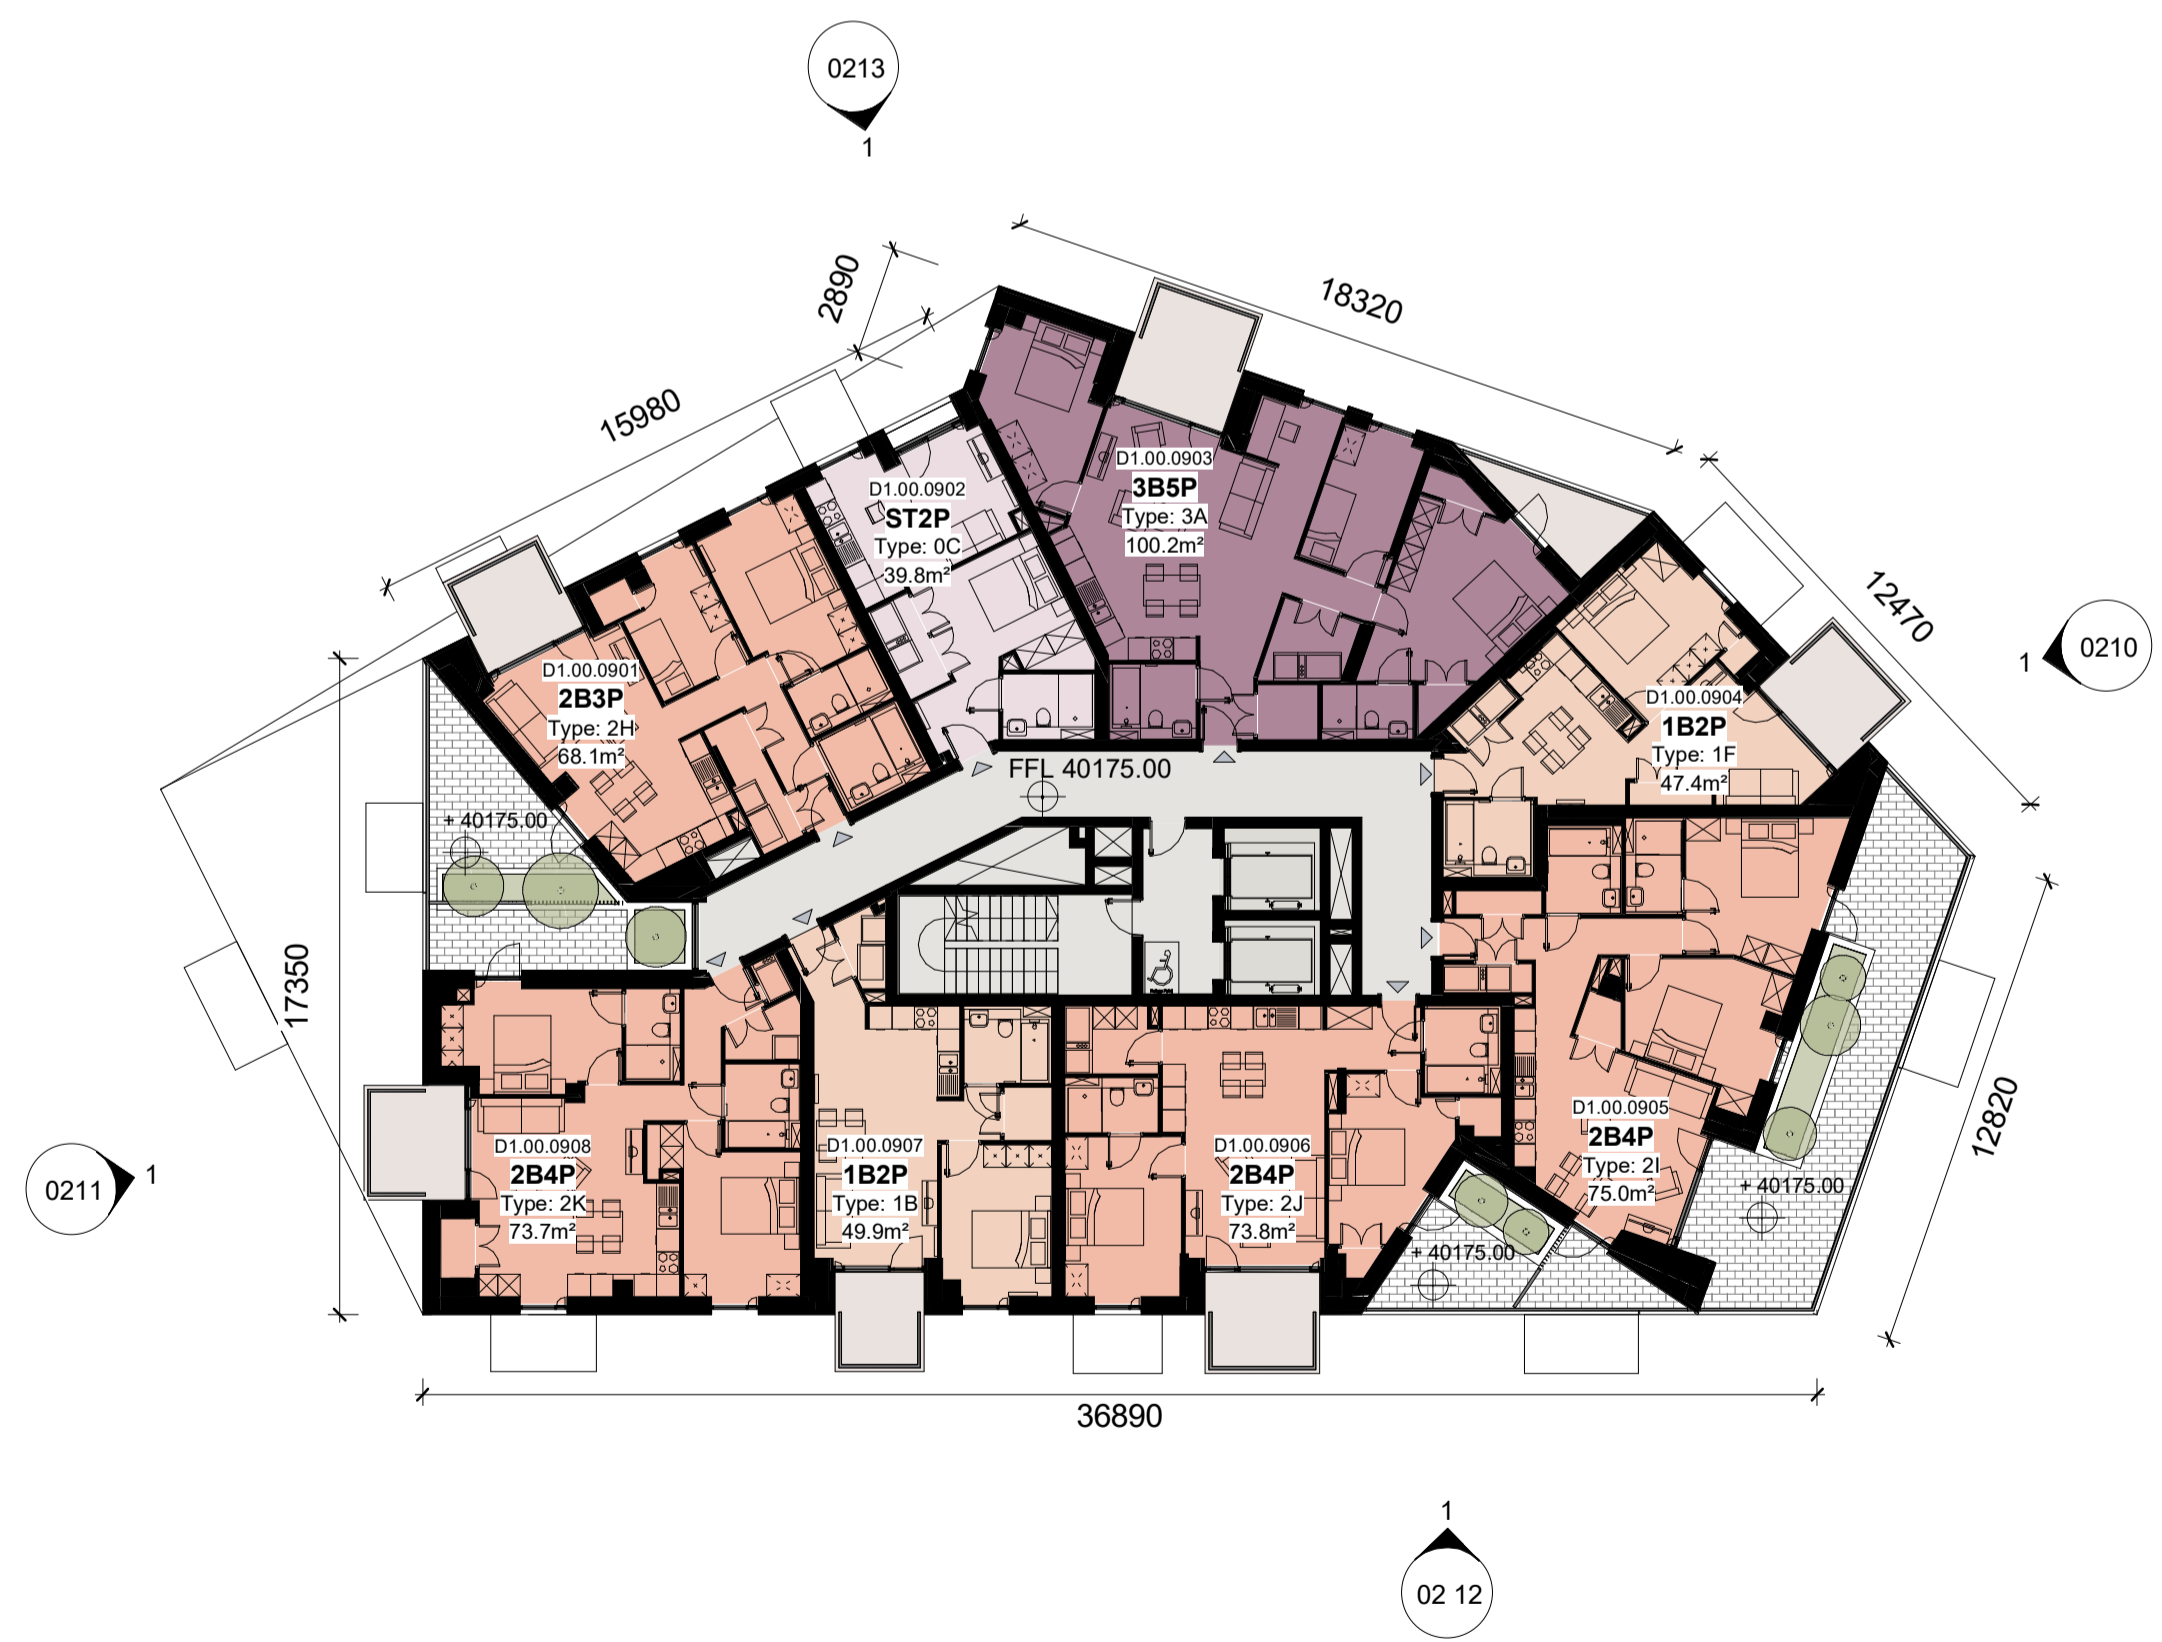 0213
1
18320
2890
15980
12470
0210
1
D1.00.0903
3B5P
Type: 3A
100.2m²
D1.00.0902
ST2P
Type: 0C
39.8m²
D1.00.0901
2B3P
Type: 2H
68.1m²
D1.00.0904
1B2P
Type: 1F
47.4m²
FFL 40175.00
+ 40175.00
17350
D1.00.0908
2B4P
Type: 2K
73.7m²
D1.00.0907
1B2P
Type: 1B
49.9m²
D1.00.0906
2B4P
Type: 2J
73.8m²
D1.00.0905
2B4P
Type: 2I
75.0m²
+ 40175.00
+ 40175.00
12820
0211
1
36890
1
02 12